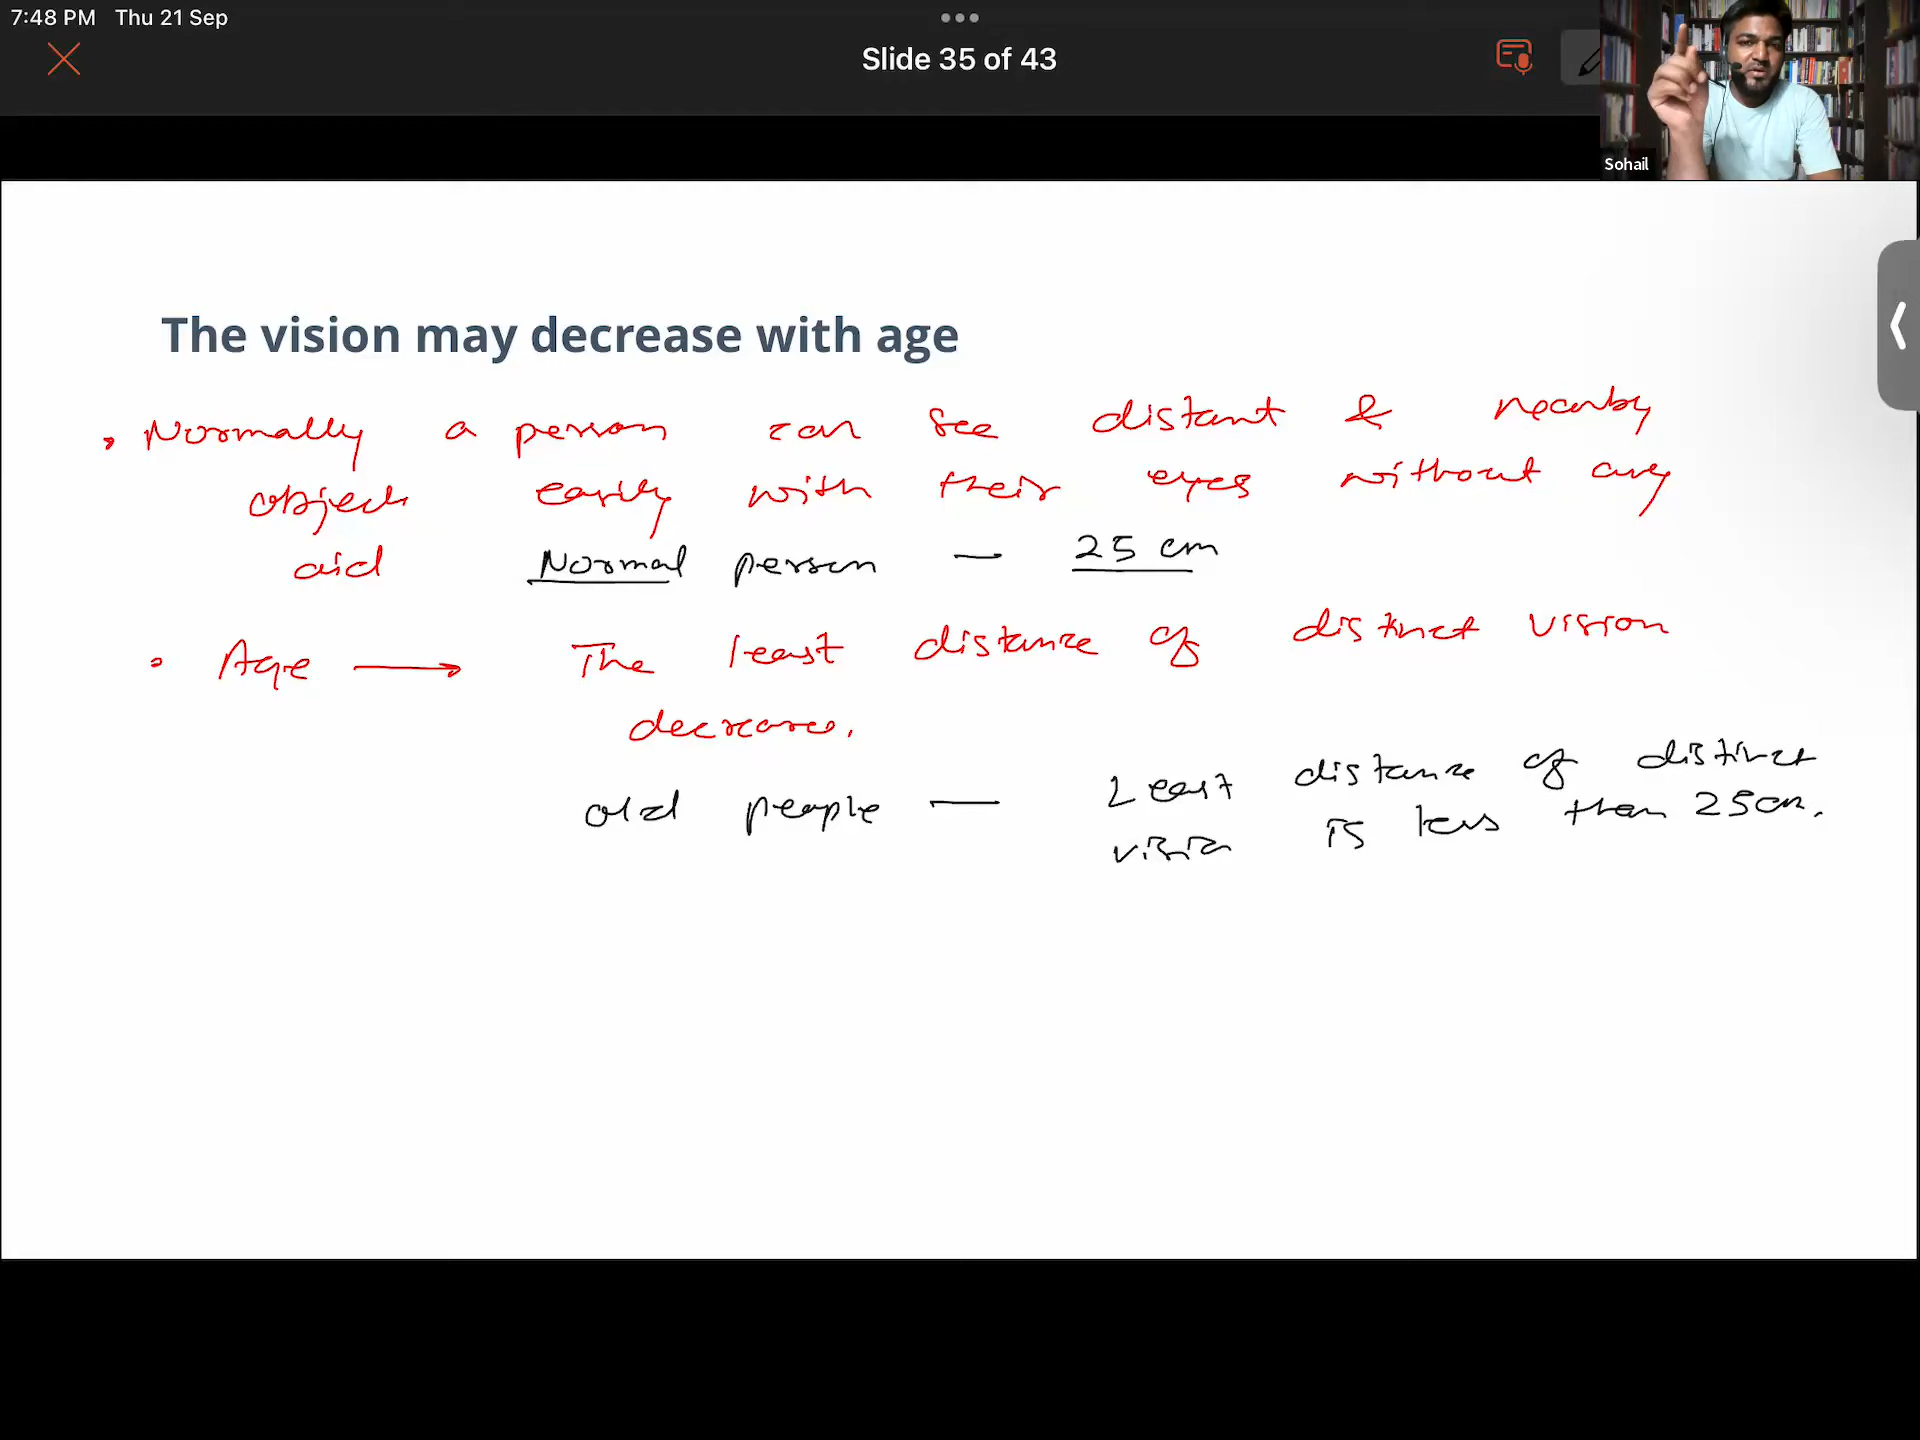 7:48 PM Thu 21 Sep
Slide 35 of 43
Sohail
The vision may decrease with age
Normally a person can see distant & nearby
objects easily with their eyes without any
aid Normal person — 25 cm
Age → The least distance of distinct vision
decreases.
old people — Least distance of distinct
vision is less than 25cm.